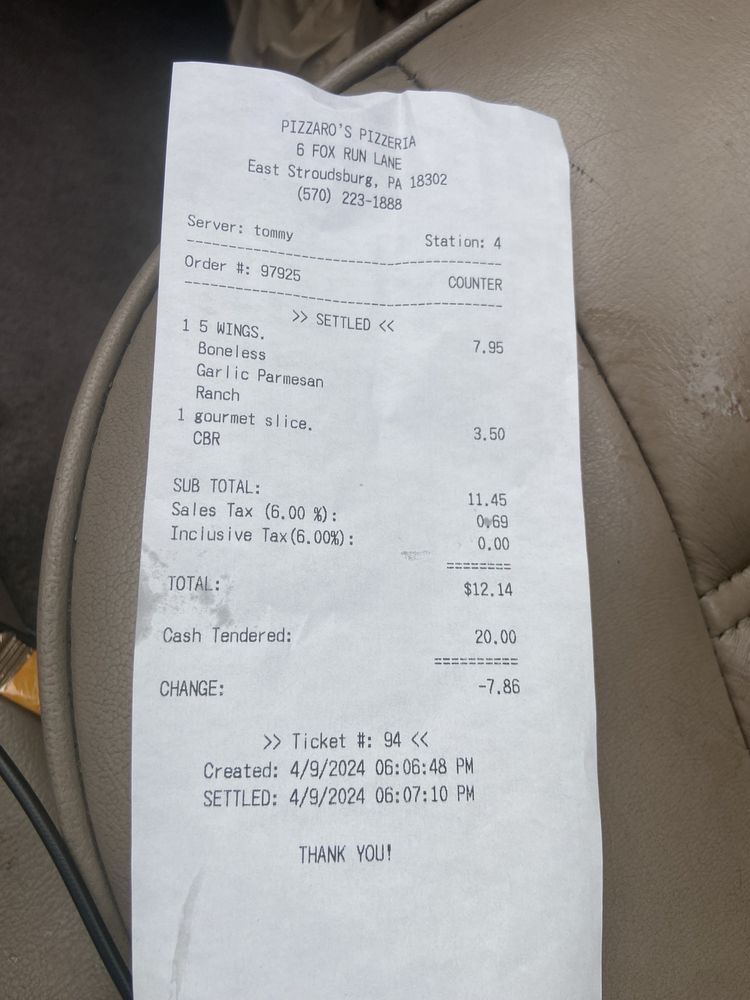 PIZZARO'S PIZZERIA
6 FOX RUN LANE
East Stroudsburg, PA 18302
(570) 223-1888
Server: tommy Station: 4
Order #: 97925 COUNTER
>> SETTLED <<
1 5 WINGS. 7.95
Boneless
Garlic Parmesan
Ranch
1 gourmet slice. 3.50
CBR
SUB TOTAL: 11.45
Sales Tax (6.00 %): 0.69
Inclusive Tax(6.00%): 0.00
========
TOTAL: $12.14
Cash Tendered: 20.00
==========
CHANGE: -7.86
>> Ticket #: 94 <<
Created: 4/9/2024 06:06:48 PM
SETTLED: 4/9/2024 06:07:10 PM
THANK YOU!